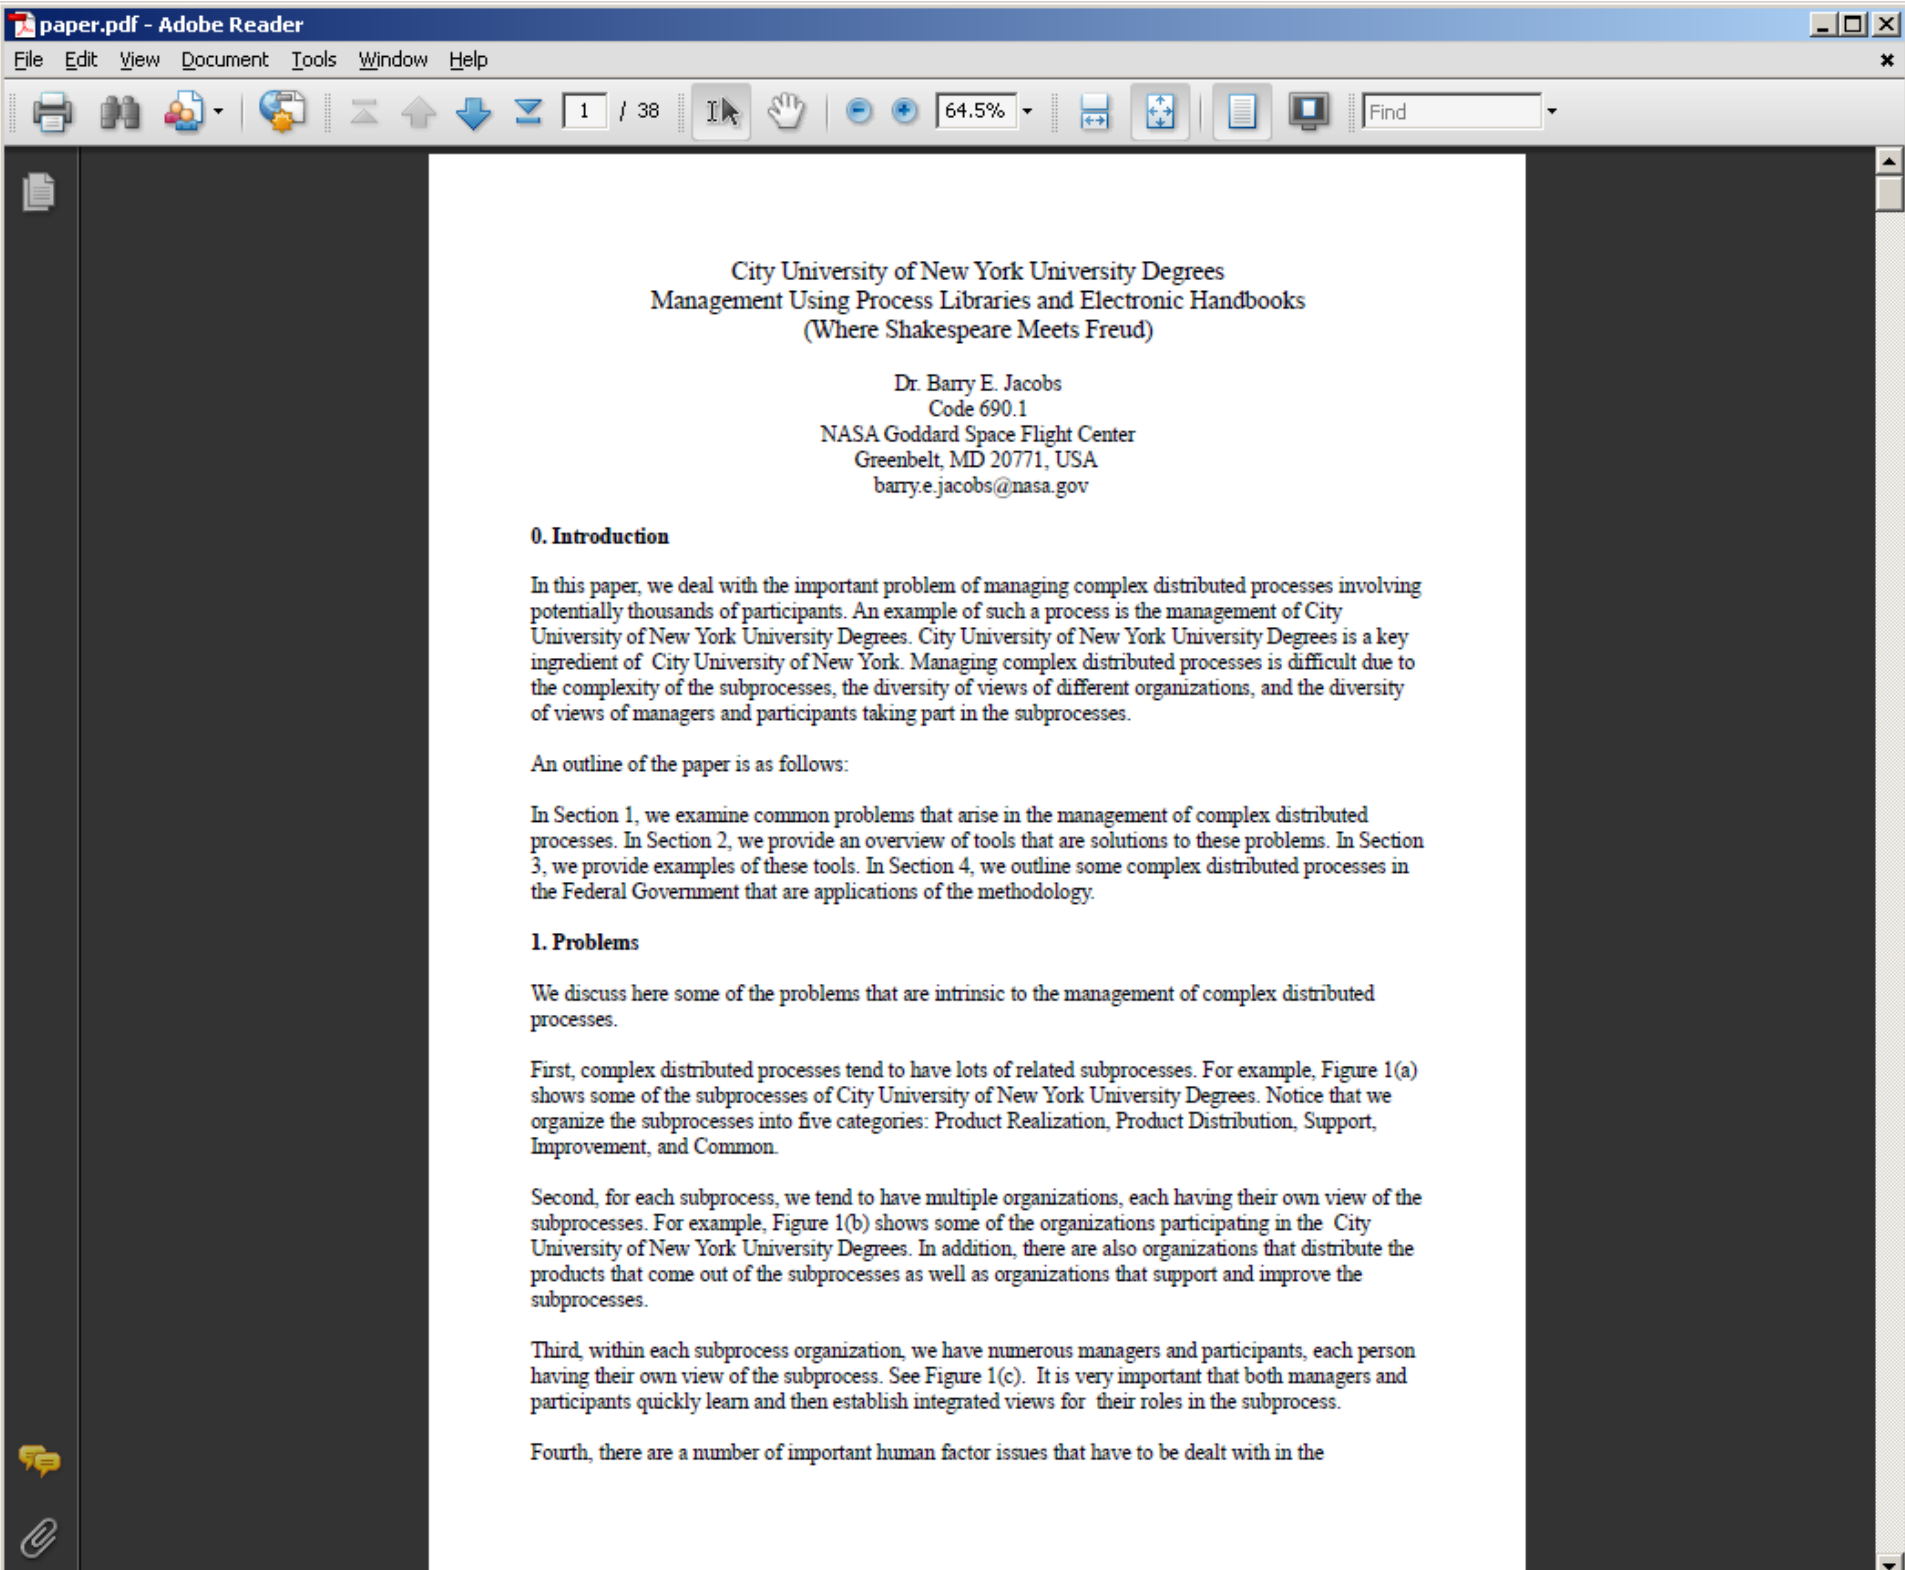 paper.pdf - Adobe Reader
File Edit View Document Tools Window Help
1 / 38 64.5% Find
City University of New York University Degrees
Management Using Process Libraries and Electronic Handbooks
(Where Shakespeare Meets Freud)
Dr. Barry E. Jacobs
Code 690.1
NASA Goddard Space Flight Center
Greenbelt, MD 20771, USA
barry.e.jacobs@nasa.gov
0. Introduction
In this paper, we deal with the important problem of managing complex distributed processes involving
potentially thousands of participants. An example of such a process is the management of City
University of New York University Degrees. City University of New York University Degrees is a key
ingredient of  City University of New York. Managing complex distributed processes is difficult due to
the complexity of the subprocesses, the diversity of views of different organizations, and the diversity
of views of managers and participants taking part in the subprocesses.
An outline of the paper is as follows:
In Section 1, we examine common problems that arise in the management of complex distributed
processes. In Section 2, we provide an overview of tools that are solutions to these problems. In Section
3, we provide examples of these tools. In Section 4, we outline some complex distributed processes in
the Federal Government that are applications of the methodology.
1. Problems
We discuss here some of the problems that are intrinsic to the management of complex distributed
processes.
First, complex distributed processes tend to have lots of related subprocesses. For example, Figure 1(a)
shows some of the subprocesses of City University of New York University Degrees. Notice that we
organize the subprocesses into five categories: Product Realization, Product Distribution, Support,
Improvement, and Common.
Second, for each subprocess, we tend to have multiple organizations, each having their own view of the
subprocesses. For example, Figure 1(b) shows some of the organizations participating in the  City
University of New York University Degrees. In addition, there are also organizations that distribute the
products that come out of the subprocesses as well as organizations that support and improve the
subprocesses.
Third, within each subprocess organization, we have numerous managers and participants, each person
having their own view of the subprocess. See Figure 1(c).  It is very important that both managers and
participants quickly learn and then establish integrated views for  their roles in the subprocess.
Fourth, there are a number of important human factor issues that have to be dealt with in the